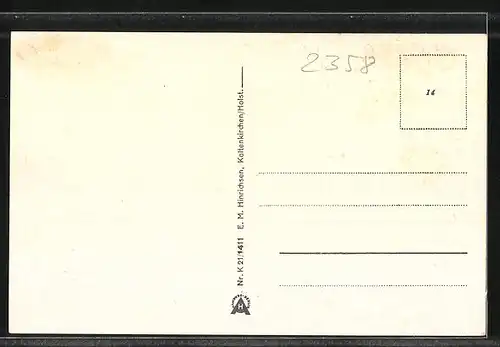 2358
14
Nr. K 21/1411 E. M. Hinrichsen, Kaltenkirchen/Holst.